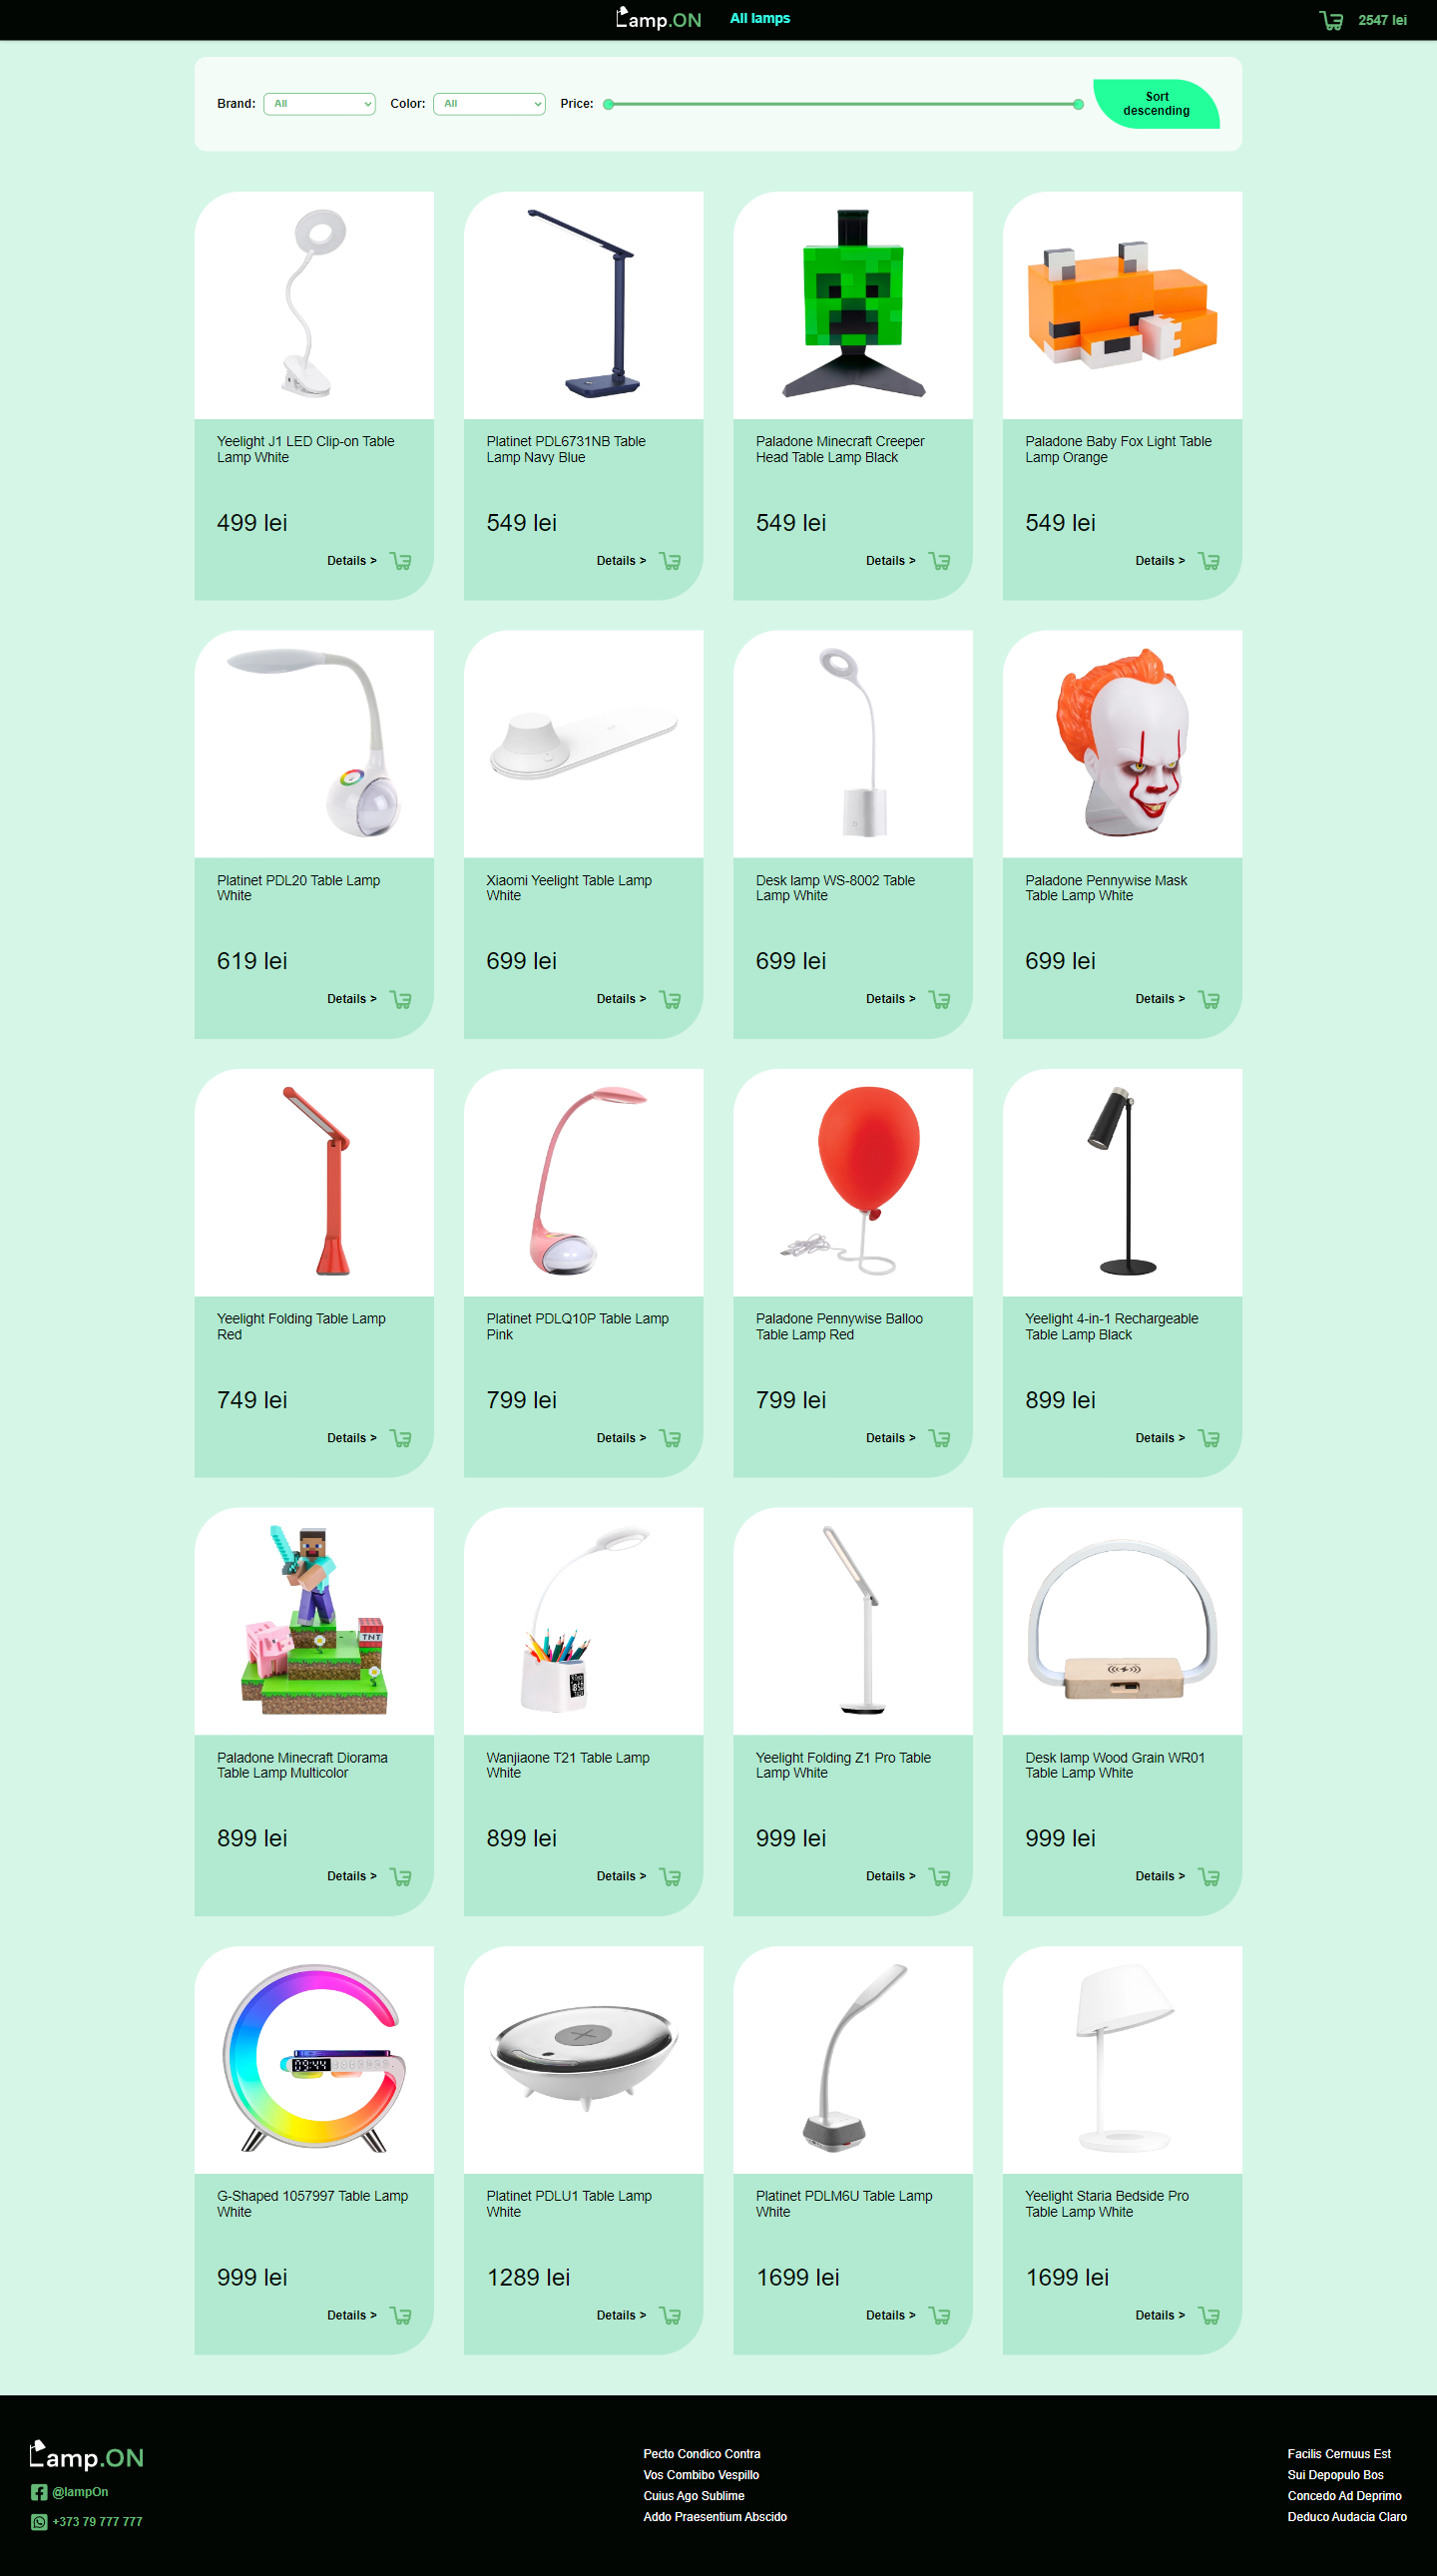 Lamp.ON
All lamps
2547 lei
Brand:
All
Color:
All
Price:
Sort
descending
Yeelight J1 LED Clip-on Table
Lamp White
499 lei
Details >
Platinet PDL6731NB Table
Lamp Navy Blue
549 lei
Details >
Paladone Minecraft Creeper
Head Table Lamp Black
549 lei
Details >
Paladone Baby Fox Light Table
Lamp Orange
549 lei
Details >
Platinet PDL20 Table Lamp
White
619 lei
Details >
Xiaomi Yeelight Table Lamp
White
699 lei
Details >
Desk lamp WS-8002 Table
Lamp White
699 lei
Details >
Paladone Pennywise Mask
Table Lamp White
699 lei
Details >
Yeelight Folding Table Lamp
Red
749 lei
Details >
Platinet PDLQ10P Table Lamp
Pink
799 lei
Details >
Paladone Pennywise Balloo
Table Lamp Red
799 lei
Details >
Yeelight 4-in-1 Rechargeable
Table Lamp Black
899 lei
Details >
TNT
Paladone Minecraft Diorama
Table Lamp Multicolor
899 lei
Details >
Wanjiaone T21 Table Lamp
White
899 lei
Details >
Yeelight Folding Z1 Pro Table
Lamp White
999 lei
Details >
Desk lamp Wood Grain WR01
Table Lamp White
999 lei
Details >
09:44
G-Shaped 1057997 Table Lamp
White
999 lei
Details >
Platinet PDLU1 Table Lamp
White
1289 lei
Details >
Platinet PDLM6U Table Lamp
White
1699 lei
Details >
Yeelight Staria Bedside Pro
Table Lamp White
1699 lei
Details >
Lamp.ON
@lampOn
+373 79 777 777
Pecto Condico Contra
Vos Combibo Vespillo
Cuius Ago Sublime
Addo Praesentium Abscido
Facilis Cernuus Est
Sui Depopulo Bos
Concedo Ad Deprimo
Deduco Audacia Claro